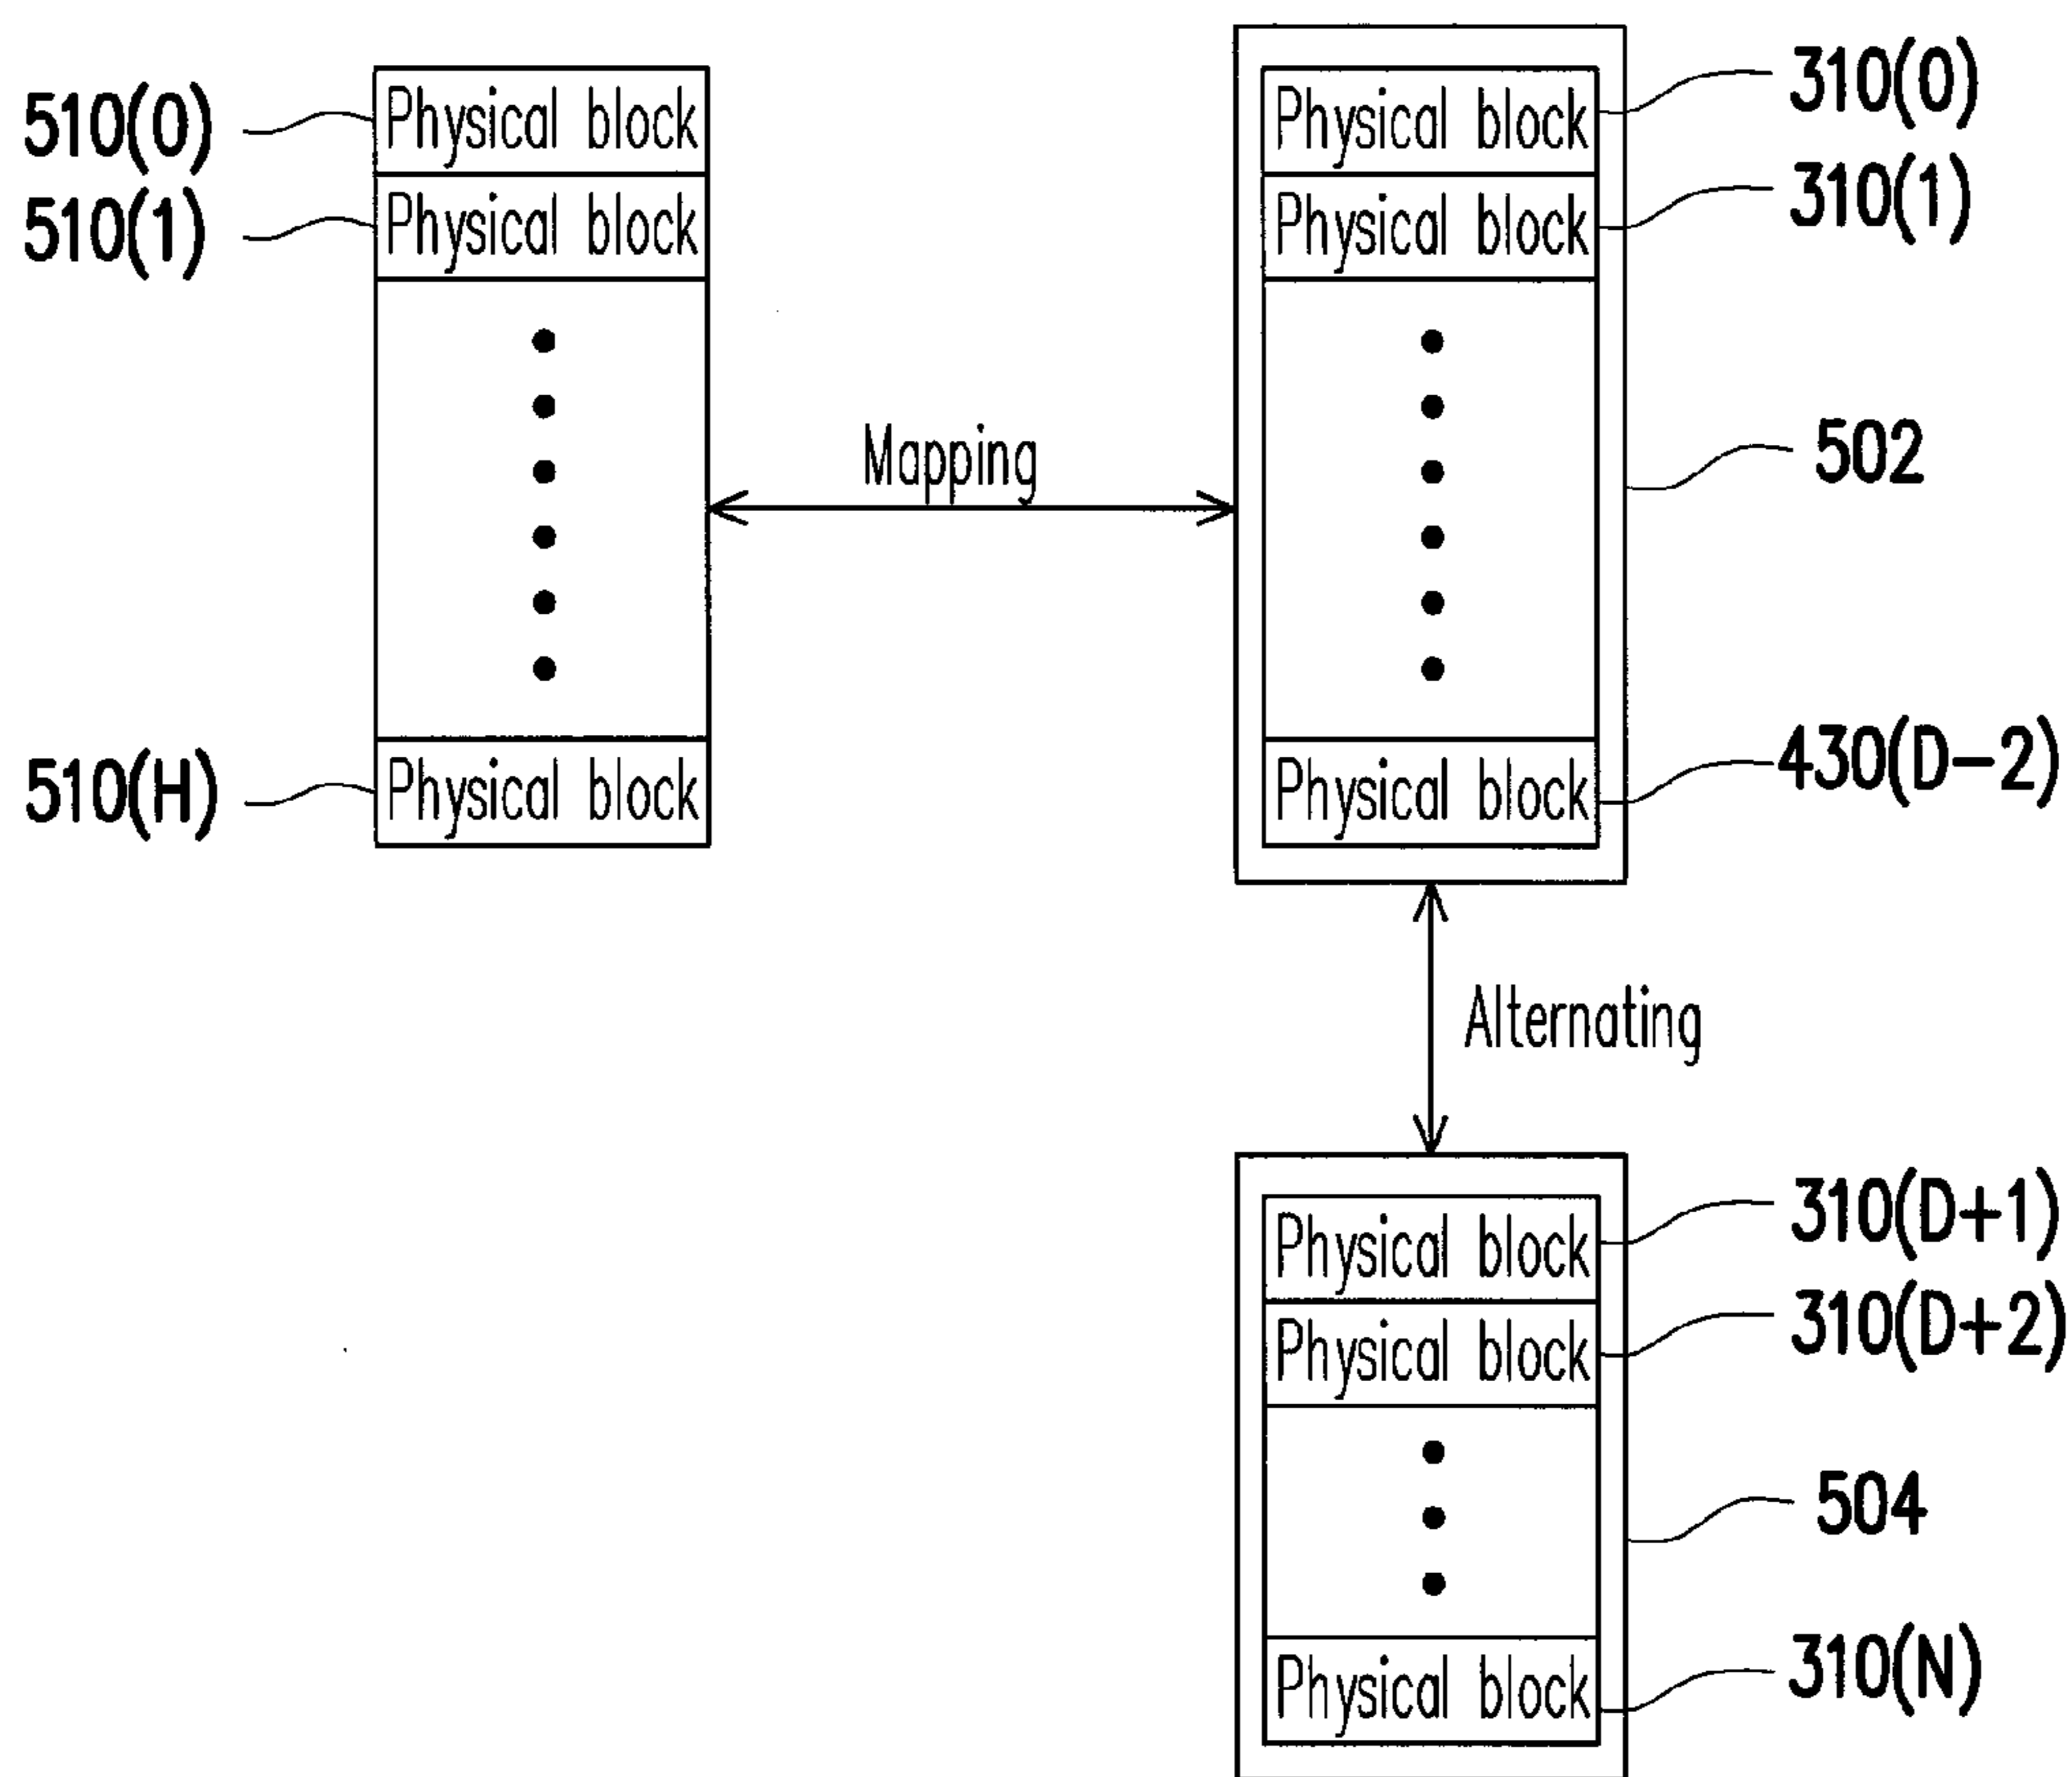 510(0)
Physical block
510(1)
Physical block
510(H)
Physical block
Mapping
Physical block
310(0)
Physical block
310(1)
502
Physical block
430(D-2)
Alternating
Physical block
310(D+1)
Physical block
310(D+2)
504
Physical block
310(N)